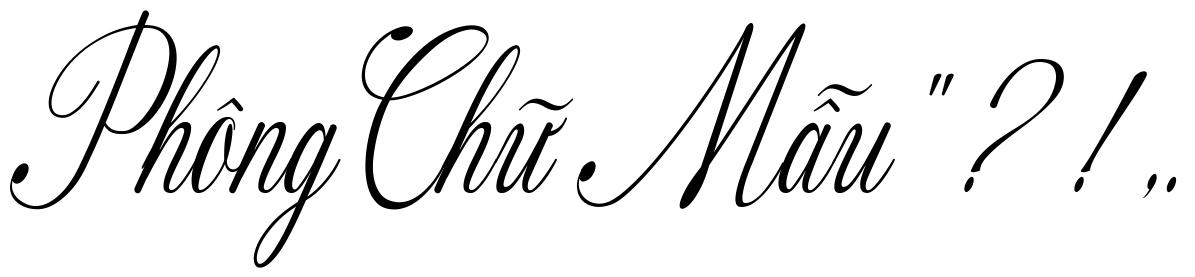 Phông Chữ Mẫu " ? ! ,.